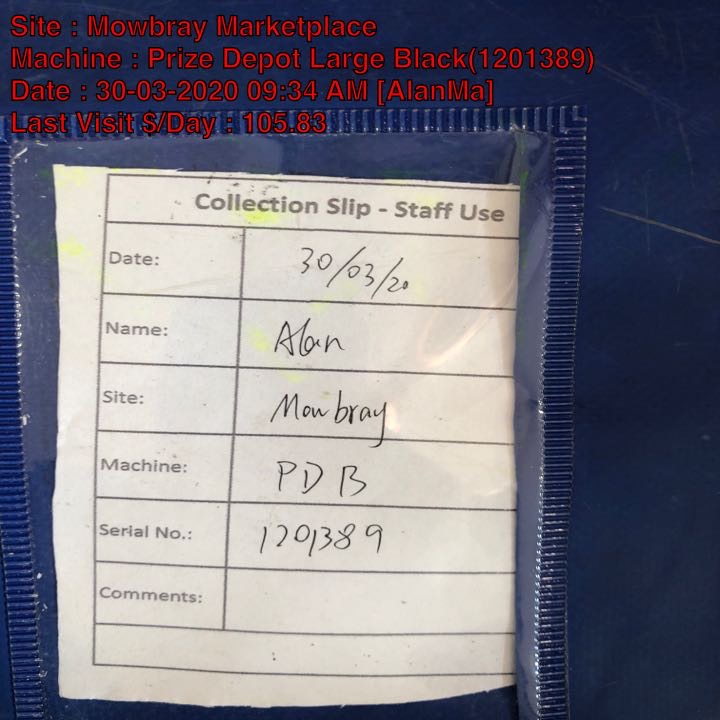 Site : Mowbray Marketplace
Machine : Prize Depot Large Black(1201389)
Date : 30-03-2020 09:34 AM [AlanMa]
Last Visit $/Day : 105.83
Collection Slip - Staff Use
Date: 30/03/20
Name: Alan
Site: Mowbray
Machine: PDB
Serial No.: 1201389
Comments: